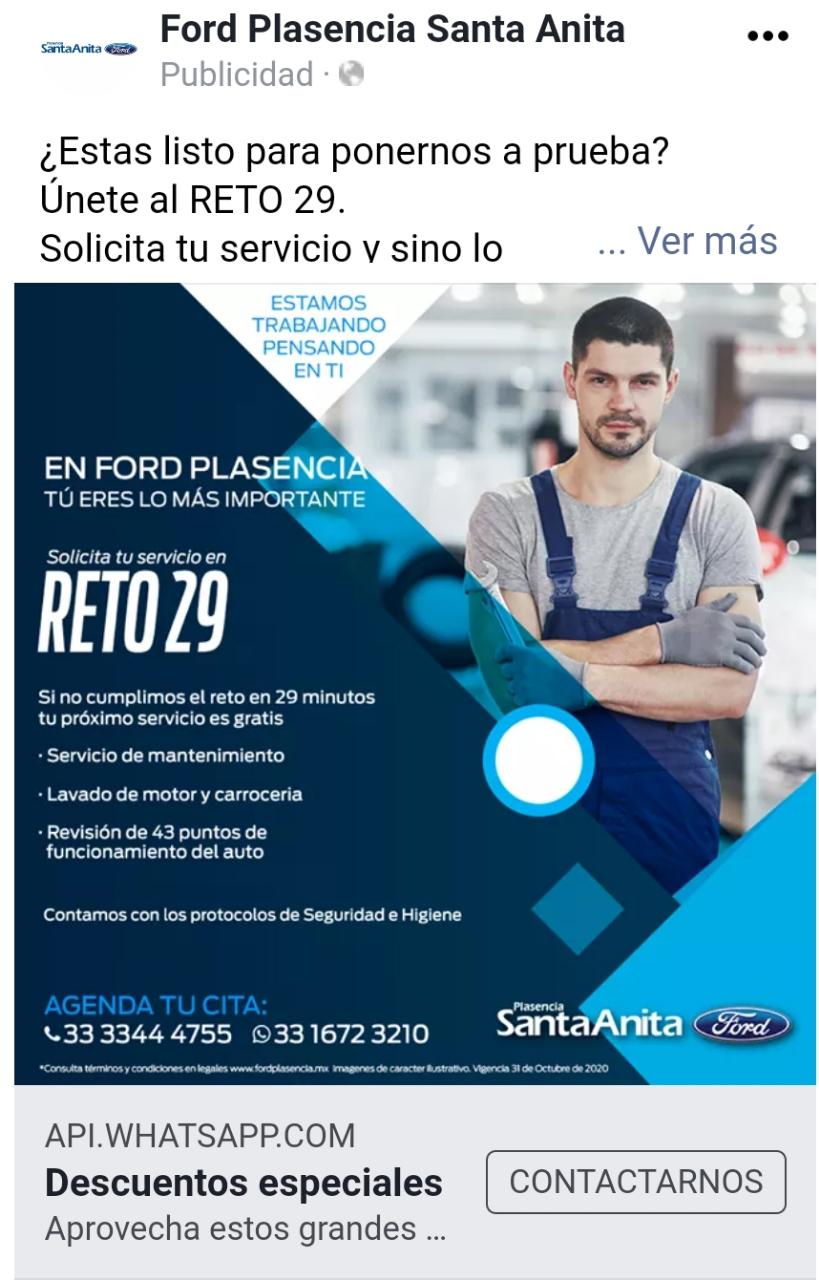 Plasencia
SantaAnita Ford
Ford Plasencia Santa Anita
Publicidad ·
¿Estas listo para ponernos a prueba?
Únete al RETO 29.
Solicita tu servicio y sino lo
... Ver más
ESTAMOS
TRABAJANDO
PENSANDO
EN TI
EN FORD PLASENCIA
TÚ ERES LO MÁS IMPORTANTE
Solicita tu servicio en
RETO 29
Si no cumplimos el reto en 29 minutos
tu próximo servicio es gratis
· Servicio de mantenimiento
· Lavado de motor y carroceria
· Revisión de 43 puntos de
funcionamiento del auto
Contamos con los protocolos de Seguridad e Higiene
AGENDA TU CITA:
33 3344 4755 33 1672 3210
Plasencia
SantaAnita Ford
*Consulta términos y condiciones en legales www.fordplasencia.mx Imagenes de caracter ilustrativo. Vigencia 31 de Octubre de 2020
API.WHATSAPP.COM
Descuentos especiales
Aprovecha estos grandes ...
CONTACTARNOS